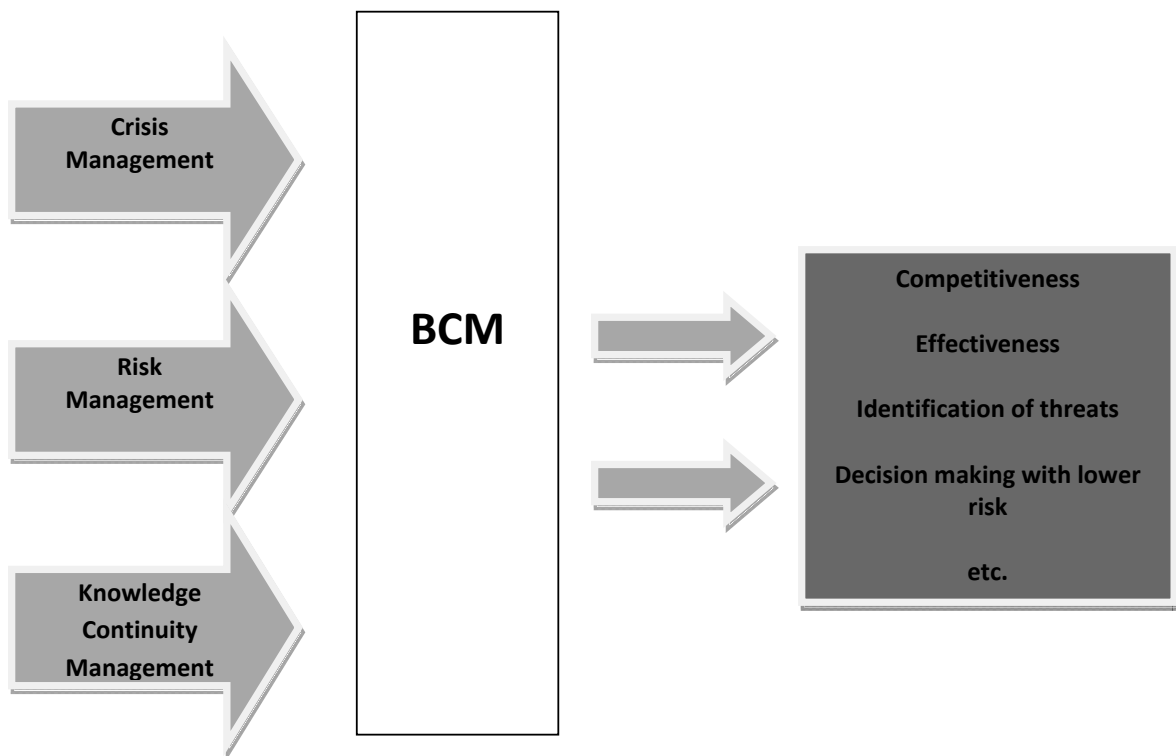 Crisis
Management
Risk
Management
Knowledge
Continuity
Management
BCM
Competitiveness
Effectiveness
Identification of threats
Decision making with lower
risk
etc.